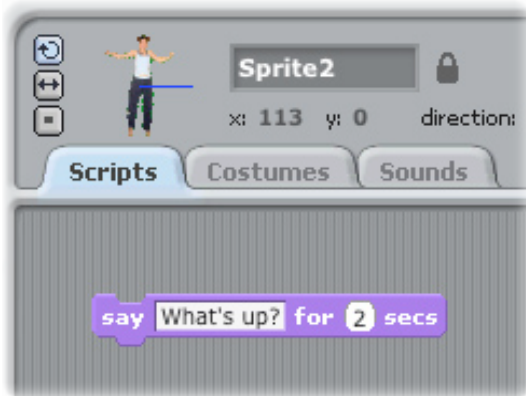 Sprite2
x: 113 y: 0 direction:
Scripts Costumes Sounds
say What's up? for 2 secs